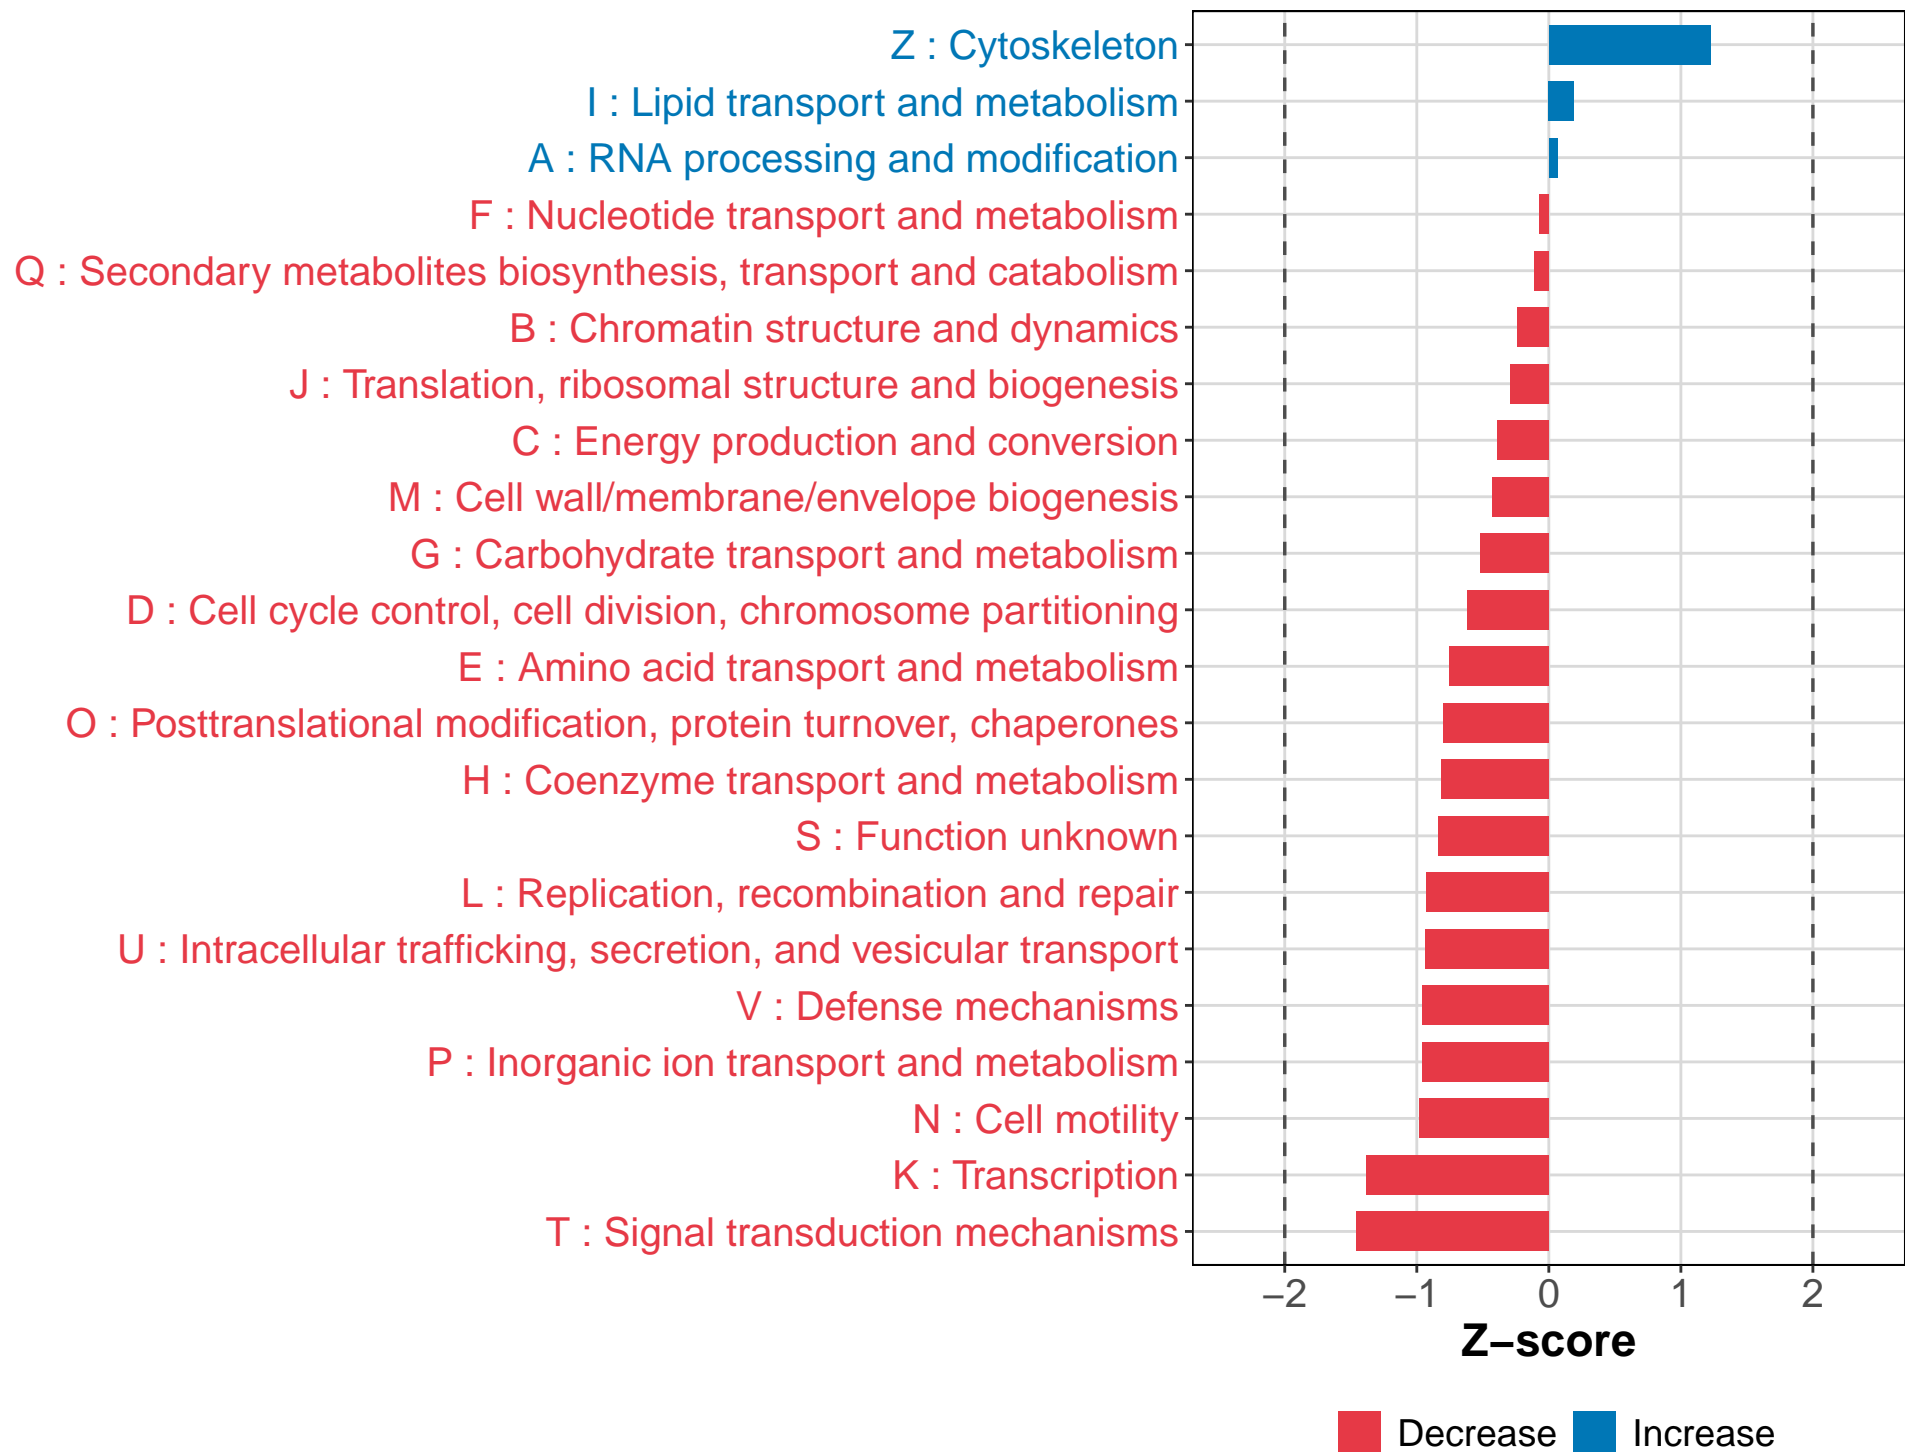 Z : Cytoskeleton
I : Lipid transport and metabolism
A : RNA processing and modification
F : Nucleotide transport and metabolism
Q : Secondary metabolites biosynthesis, transport and catabolism
B : Chromatin structure and dynamics
J : Translation, ribosomal structure and biogenesis
C : Energy production and conversion
M : Cell wall/membrane/envelope biogenesis
G : Carbohydrate transport and metabolism
D : Cell cycle control, cell division, chromosome partitioning
E : Amino acid transport and metabolism
O : Posttranslational modification, protein turnover, chaperones
H : Coenzyme transport and metabolism
S : Function unknown
L : Replication, recombination and repair
U : Intracellular trafficking, secretion, and vesicular transport
V : Defense mechanisms
P : Inorganic ion transport and metabolism
N : Cell motility
K : Transcription
T : Signal transduction mechanisms
−2 −1 0 1 2
Z−score
Decrease Increase